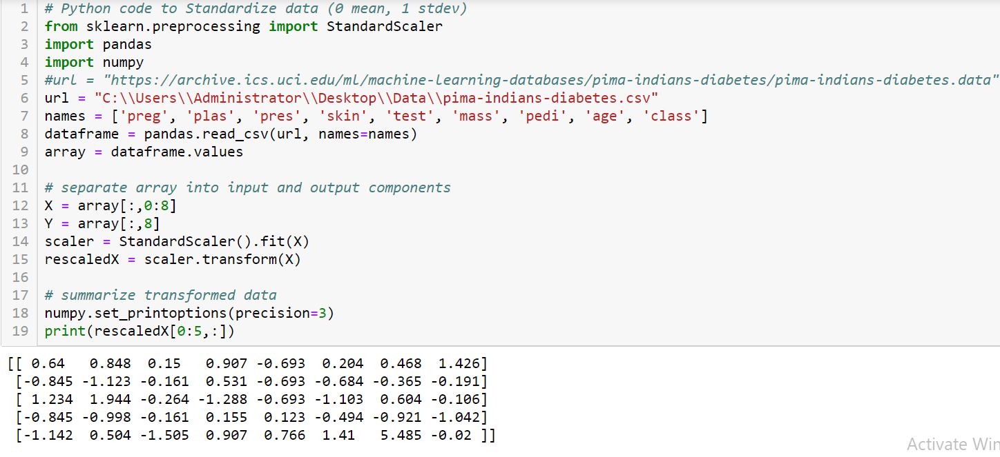 1 # Python code to Standardize data (0 mean, 1 stdev)
2 from sklearn.preprocessing import StandardScaler
3 import pandas
4 import numpy
5 #url = "https://archive.ics.uci.edu/ml/machine-learning-databases/pima-indians-diabetes/pima-indians-diabetes.data"
6 url = "C:\\Users\\Administrator\\Desktop\\Data\\pima-indians-diabetes.csv"
7 names = ['preg', 'plas', 'pres', 'skin', 'test', 'mass', 'pedi', 'age', 'class']
8 dataframe = pandas.read_csv(url, names=names)
9 array = dataframe.values
10
11 # separate array into input and output components
12 X = array[:,0:8]
13 Y = array[:,8]
14 scaler = StandardScaler().fit(X)
15 rescaledX = scaler.transform(X)
16
17 # summarize transformed data
18 numpy.set_printoptions(precision=3)
19 print(rescaledX[0:5,:])
[[ 0.64   0.848  0.15   0.907 -0.693  0.204  0.468  1.426]
 [-0.845 -1.123 -0.161  0.531 -0.693 -0.684 -0.365 -0.191]
 [ 1.234  1.944 -0.264 -1.288 -0.693 -1.103  0.604 -0.106]
 [-0.845 -0.998 -0.161  0.155  0.123 -0.494 -0.921 -1.042]
 [-1.142  0.504 -1.505  0.907  0.766  1.41   5.485 -0.02 ]]
Activate Win